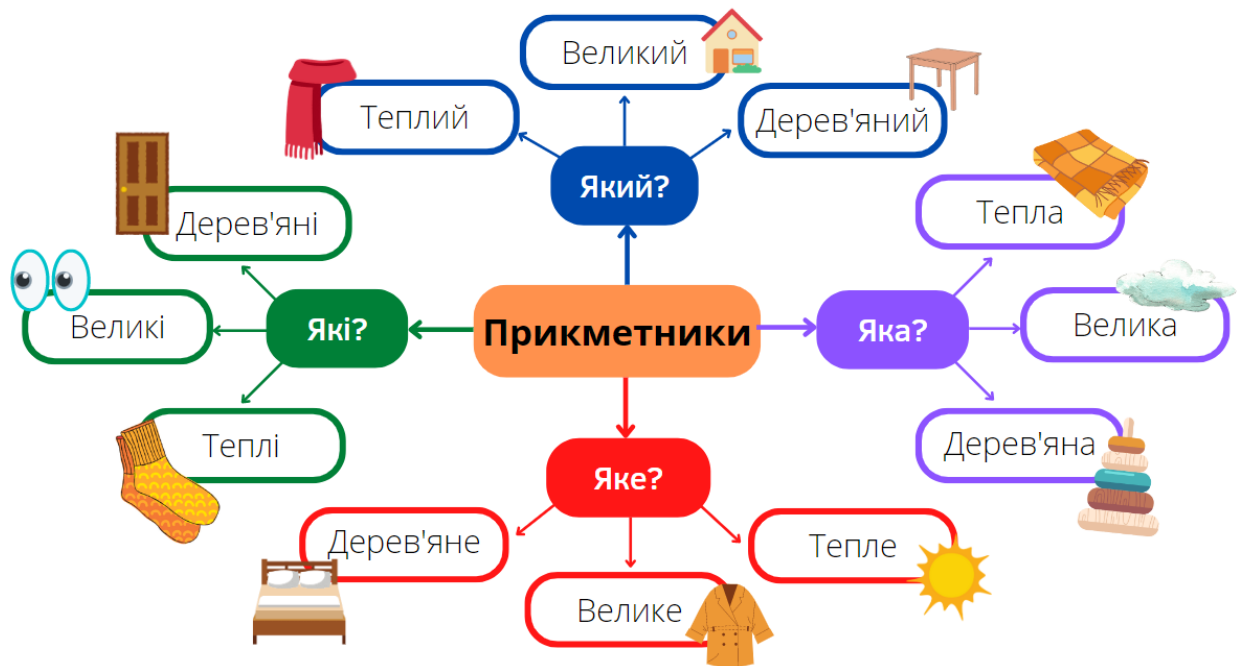 Великий
Теплий
Дерев'яний
Який?
Дерев'яні
Тепла
Великі
Які?
Прикметники
Яка?
Велика
Теплі
Дерев'яна
Яке?
Дерев'яне
Тепле
Велике